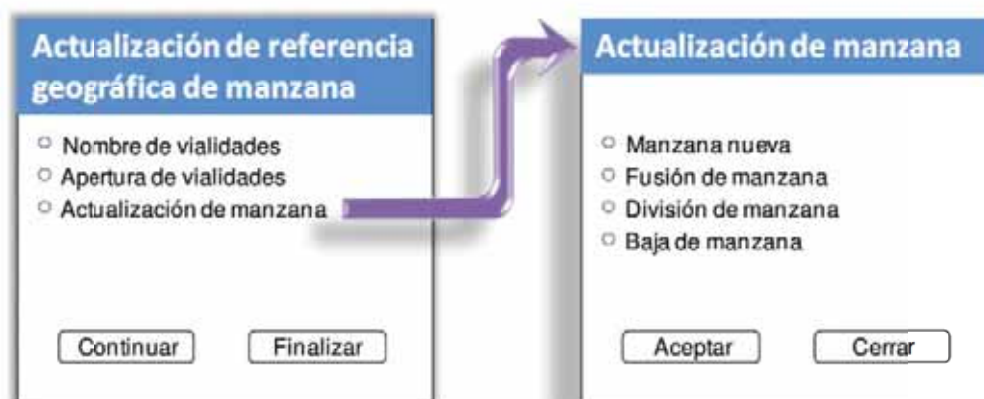 Actualización de referencia
geográfica de manzana
Nombre de vialidades
Apertura de vialidades
Actualización de manzana
Continuar
Finalizar
Actualización de manzana
Manzana nueva
Fusión de manzana
División de manzana
Baja de manzana
Aceptar
Cerrar